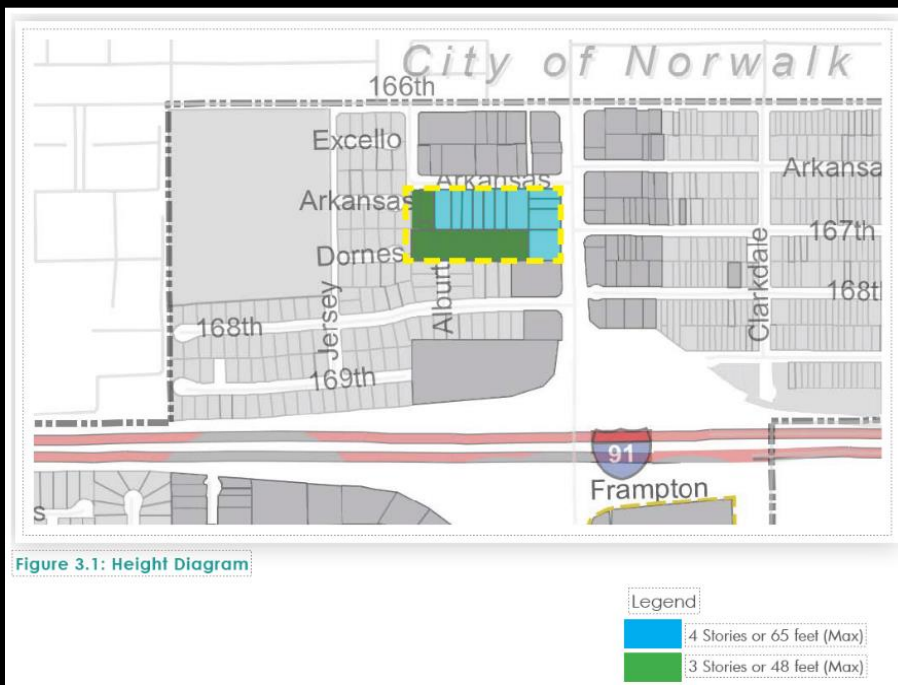 City of Norwalk
166th
Excello
Arkansas
Arkansas
Arkansa
167th
Dornes
168th
Jersey
Alburt
Clarkdale
168th
169th
91
Frampton
s
Figure 3.1: Height Diagram
Legend
4 Stories or 65 feet (Max)
3 Stories or 48 feet (Max)